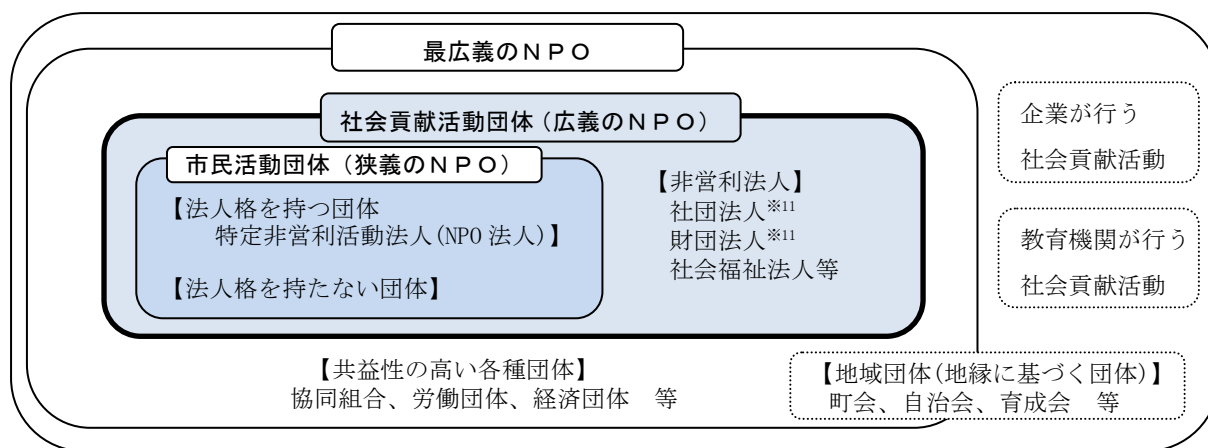 最広義のＮＰＯ
社会貢献活動団体（広義のＮＰＯ）
市民活動団体（狭義のＮＰＯ）
【法人格を持つ団体
特定非営利活動法人(NPO 法人)】
【法人格を持たない団体】
【非営利法人】
社団法人※11
財団法人※11
社会福祉法人等
企業が行う
社会貢献活動
教育機関が行う
社会貢献活動
【共益性の高い各種団体】
協同組合、労働団体、経済団体　等
【地域団体(地縁に基づく団体)】
町会、自治会、育成会　等